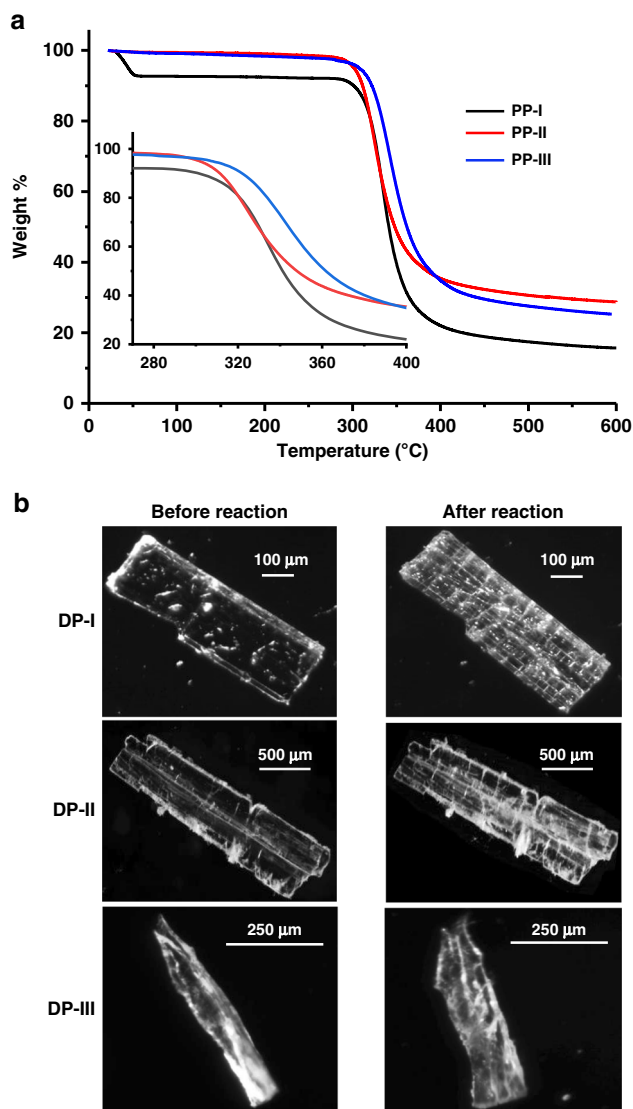 a
100
80
60
40
20
0
Weight %
PP-I
PP-II
PP-III
100
80
60
40
20
280 320 360 400
0 100 200 300 400 500 600
Temperature (°C)
b
Before reaction After reaction
DP-I
100 µm 100 µm
DP-II
500 µm 500 µm
DP-III
250 µm 250 µm